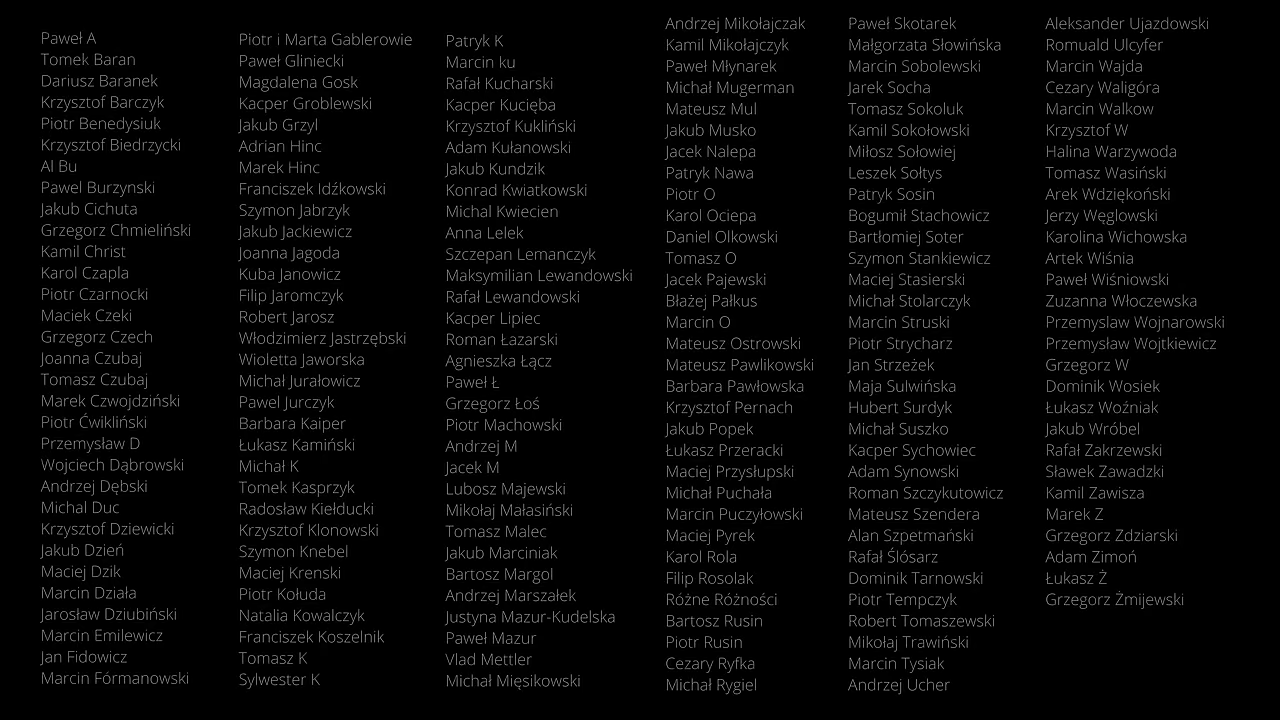 Paweł A
Tomek Baran
Dariusz Baranek
Krzysztof Barczyk
Piotr Benedysiuk
Krzysztof Biedrzycki
Al Bu
Pawel Burzynski
Jakub Cichuta
Grzegorz Chmieliński
Kamil Christ
Karol Czapla
Piotr Czarnocki
Maciek Czeki
Grzegorz Czech
Joanna Czubaj
Tomasz Czubaj
Marek Czwojdziński
Piotr Ćwikliński
Przemysław D
Wojciech Dąbrowski
Andrzej Dębski
Michal Duc
Krzysztof Dziewicki
Jakub Dzień
Maciej Dzik
Marcin Działa
Jarosław Dziubiński
Marcin Emilewicz
Jan Fidowicz
Marcin Fórmanowski
Piotr i Marta Gablerowie
Paweł Gliniecki
Magdalena Gosk
Kacper Groblewski
Jakub Grzyl
Adrian Hinc
Marek Hinc
Franciszek Idźkowski
Szymon Jabrzyk
Jakub Jackiewicz
Joanna Jagoda
Kuba Janowicz
Filip Jaromczyk
Robert Jarosz
Włodzimierz Jastrzębski
Wioletta Jaworska
Michał Jurałowicz
Pawel Jurczyk
Barbara Kaiper
Łukasz Kamiński
Michał K
Tomek Kasprzyk
Radosław Kiełducki
Krzysztof Klonowski
Szymon Knebel
Maciej Krenski
Piotr Kołuda
Natalia Kowalczyk
Franciszek Koszelnik
Tomasz K
Sylwester K
Patryk K
Marcin ku
Rafał Kucharski
Kacper Kucięba
Krzysztof Kukliński
Adam Kułanowski
Jakub Kundzik
Konrad Kwiatkowski
Michal Kwiecien
Anna Lelek
Szczepan Lemanczyk
Maksymilian Lewandowski
Rafał Lewandowski
Kacper Lipiec
Roman Łazarski
Agnieszka Łącz
Paweł Ł
Grzegorz Łoś
Piotr Machowski
Andrzej M
Jacek M
Lubosz Majewski
Mikołaj Małasiński
Tomasz Malec
Jakub Marciniak
Bartosz Margol
Andrzej Marszałek
Justyna Mazur-Kudelska
Paweł Mazur
Vlad Mettler
Michał Mięsikowski
Andrzej Mikołajczak
Kamil Mikołajczyk
Paweł Młynarek
Michał Mugerman
Mateusz Mul
Jakub Musko
Jacek Nalepa
Patryk Nawa
Piotr O
Karol Ociepa
Daniel Olkowski
Tomasz O
Jacek Pajewski
Błażej Pałkus
Marcin O
Mateusz Ostrowski
Mateusz Pawlikowski
Barbara Pawłowska
Krzysztof Pernach
Jakub Popek
Łukasz Przeracki
Maciej Przysłupski
Michał Puchała
Marcin Puczyłowski
Maciej Pyrek
Karol Rola
Filip Rosolak
Różne Różności
Bartosz Rusin
Piotr Rusin
Cezary Ryfka
Michał Rygiel
Paweł Skotarek
Małgorzata Słowińska
Marcin Sobolewski
Jarek Socha
Tomasz Sokoluk
Kamil Sokołowski
Miłosz Sołowiej
Leszek Sołtys
Patryk Sosin
Bogumił Stachowicz
Bartłomiej Soter
Szymon Stankiewicz
Maciej Stasierski
Michał Stolarczyk
Marcin Struski
Piotr Strycharz
Jan Strzeżek
Maja Sulwińska
Hubert Surdyk
Michał Suszko
Kacper Sychowiec
Adam Synowski
Roman Szczykutowicz
Mateusz Szendera
Alan Szpetmański
Rafał Ślósarz
Dominik Tarnowski
Piotr Tempczyk
Robert Tomaszewski
Mikołaj Trawiński
Marcin Tysiak
Andrzej Ucher
Aleksander Ujazdowski
Romuald Ulcyfer
Marcin Wajda
Cezary Waligóra
Marcin Walkow
Krzysztof W
Halina Warzywoda
Tomasz Wasiński
Arek Wdziękoński
Jerzy Węglowski
Karolina Wichowska
Artek Wiśnia
Paweł Wiśniowski
Zuzanna Włoczewska
Przemyslaw Wojnarowski
Przemysław Wojtkiewicz
Grzegorz W
Dominik Wosiek
Łukasz Woźniak
Jakub Wróbel
Rafał Zakrzewski
Sławek Zawadzki
Kamil Zawisza
Marek Z
Grzegorz Zdziarski
Adam Zimoń
Łukasz Ż
Grzegorz Żmijewski